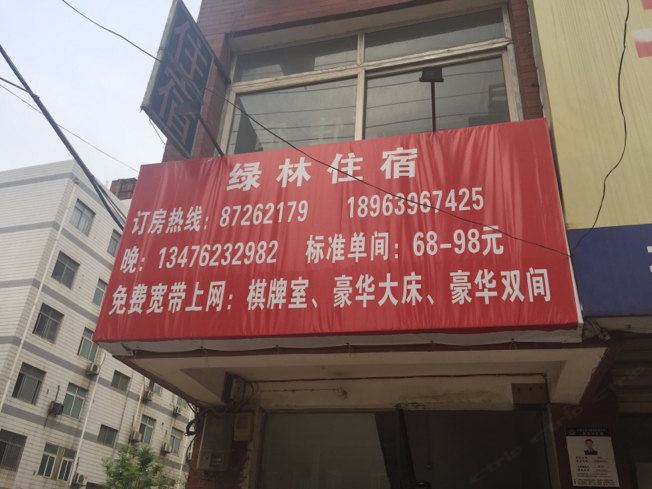 住宿
绿林住宿
订房热线：87262179 18963967425
晚：13476232982 标准单间：68-98元
免费宽带上网：棋牌室、豪华大床、豪华双间